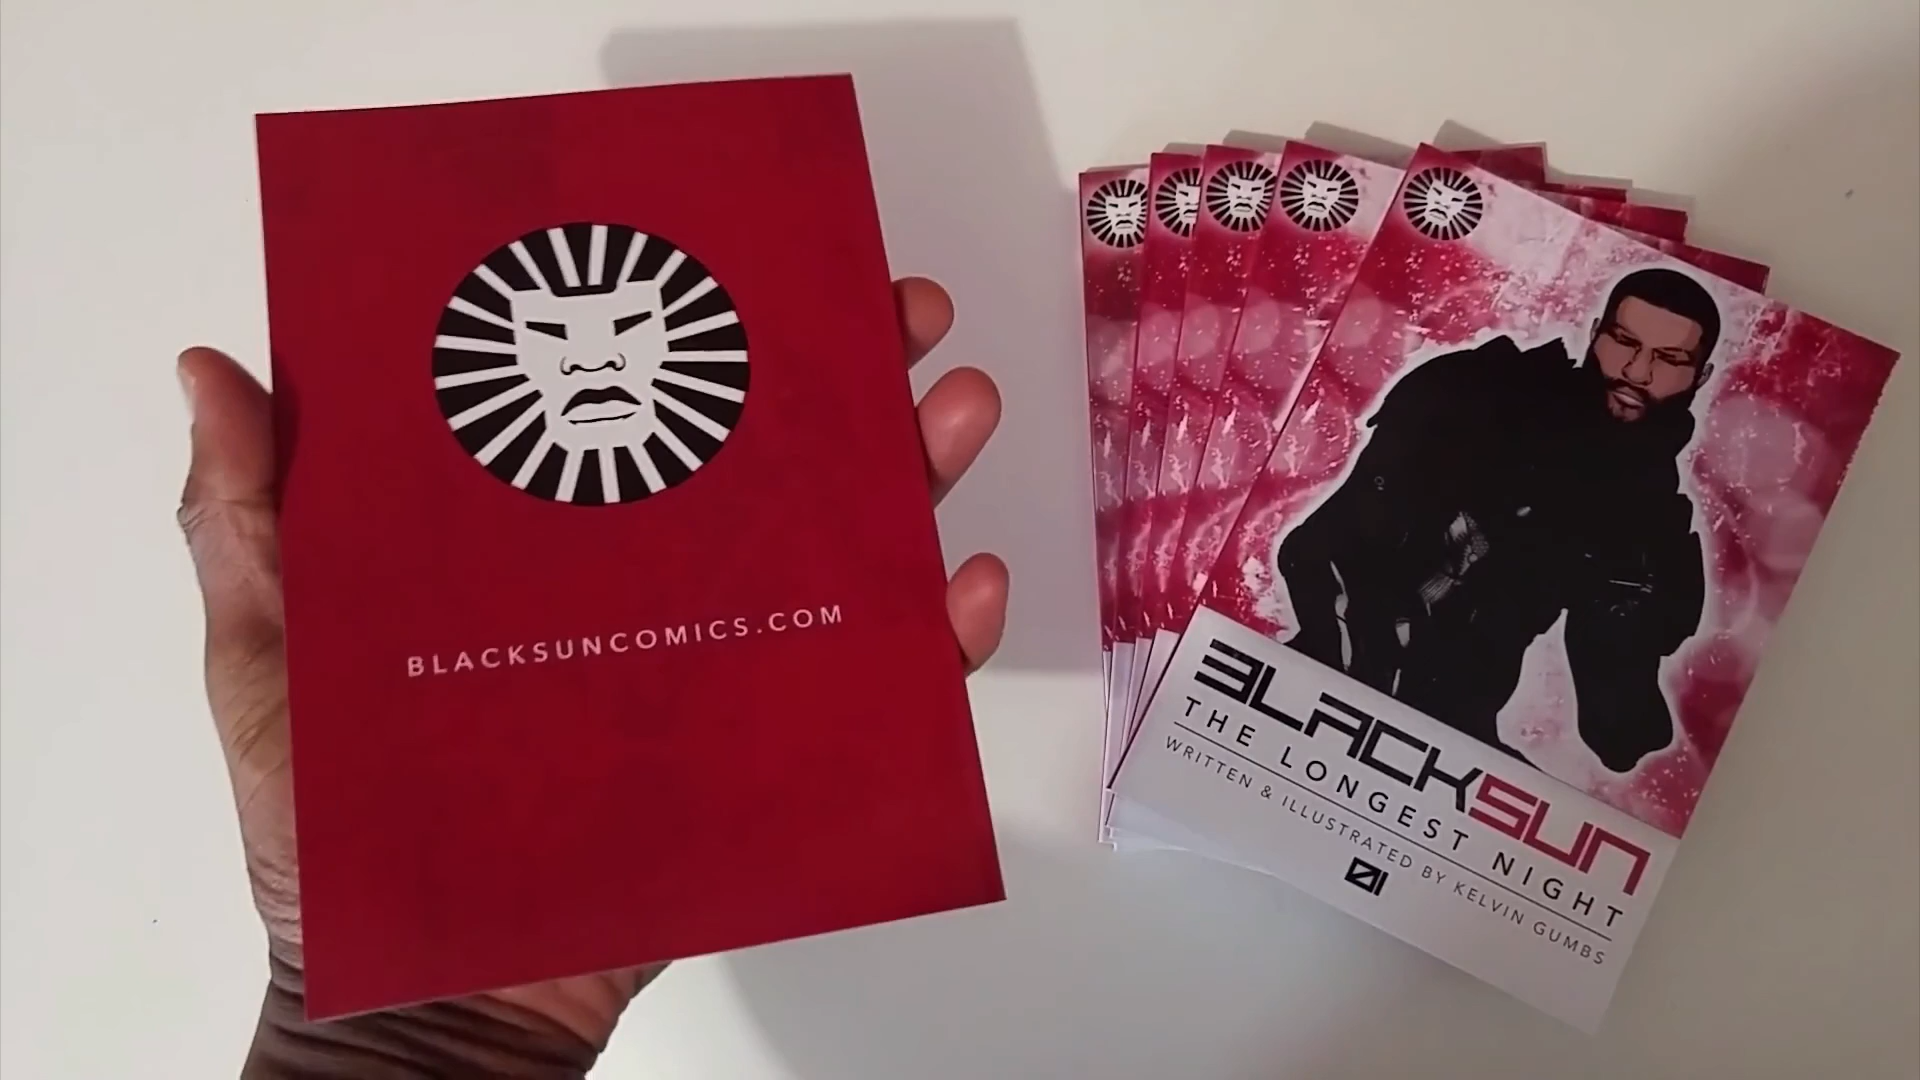 BLACKSUNCOMICS.COM
BLACKSUN
THE LONGEST NIGHT
WRITTEN & ILLUSTRATED BY KELVIN GUMBS
01